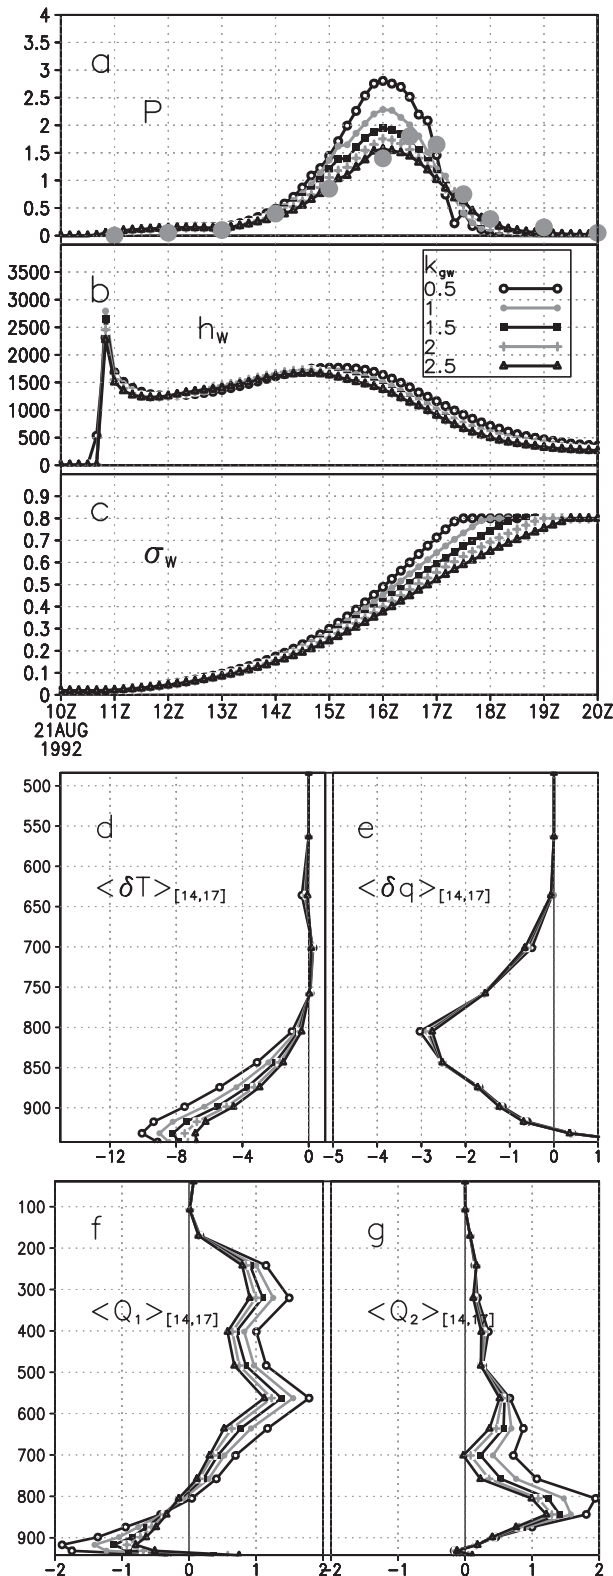 4
3.5
3
2.5
2
1.5
1
0.5
0
a
P
3500
3000
2500
2000
1500
1000
500
0
b
h_w
k_gw
0.5
1
1.5
2
2.5
0.9
0.8
0.7
0.6
0.5
0.4
0.3
0.2
0.1
0
c
σ_w
10Z 11Z 12Z 13Z 14Z 15Z 16Z 17Z 18Z 19Z 20Z
21AUG
1992
500
550
600
650
700
750
800
850
900
d
<δT>[14,17]
e
<δq>[14,17]
-12 -8 -4 0 -5 -4 -3 -2 -1 0 1
100
200
300
400
500
600
700
800
900
f
<Q₁>[14,17]
g
<Q₂>[14,17]
-2 -1 0 1 2 -2 -1 0 1 2